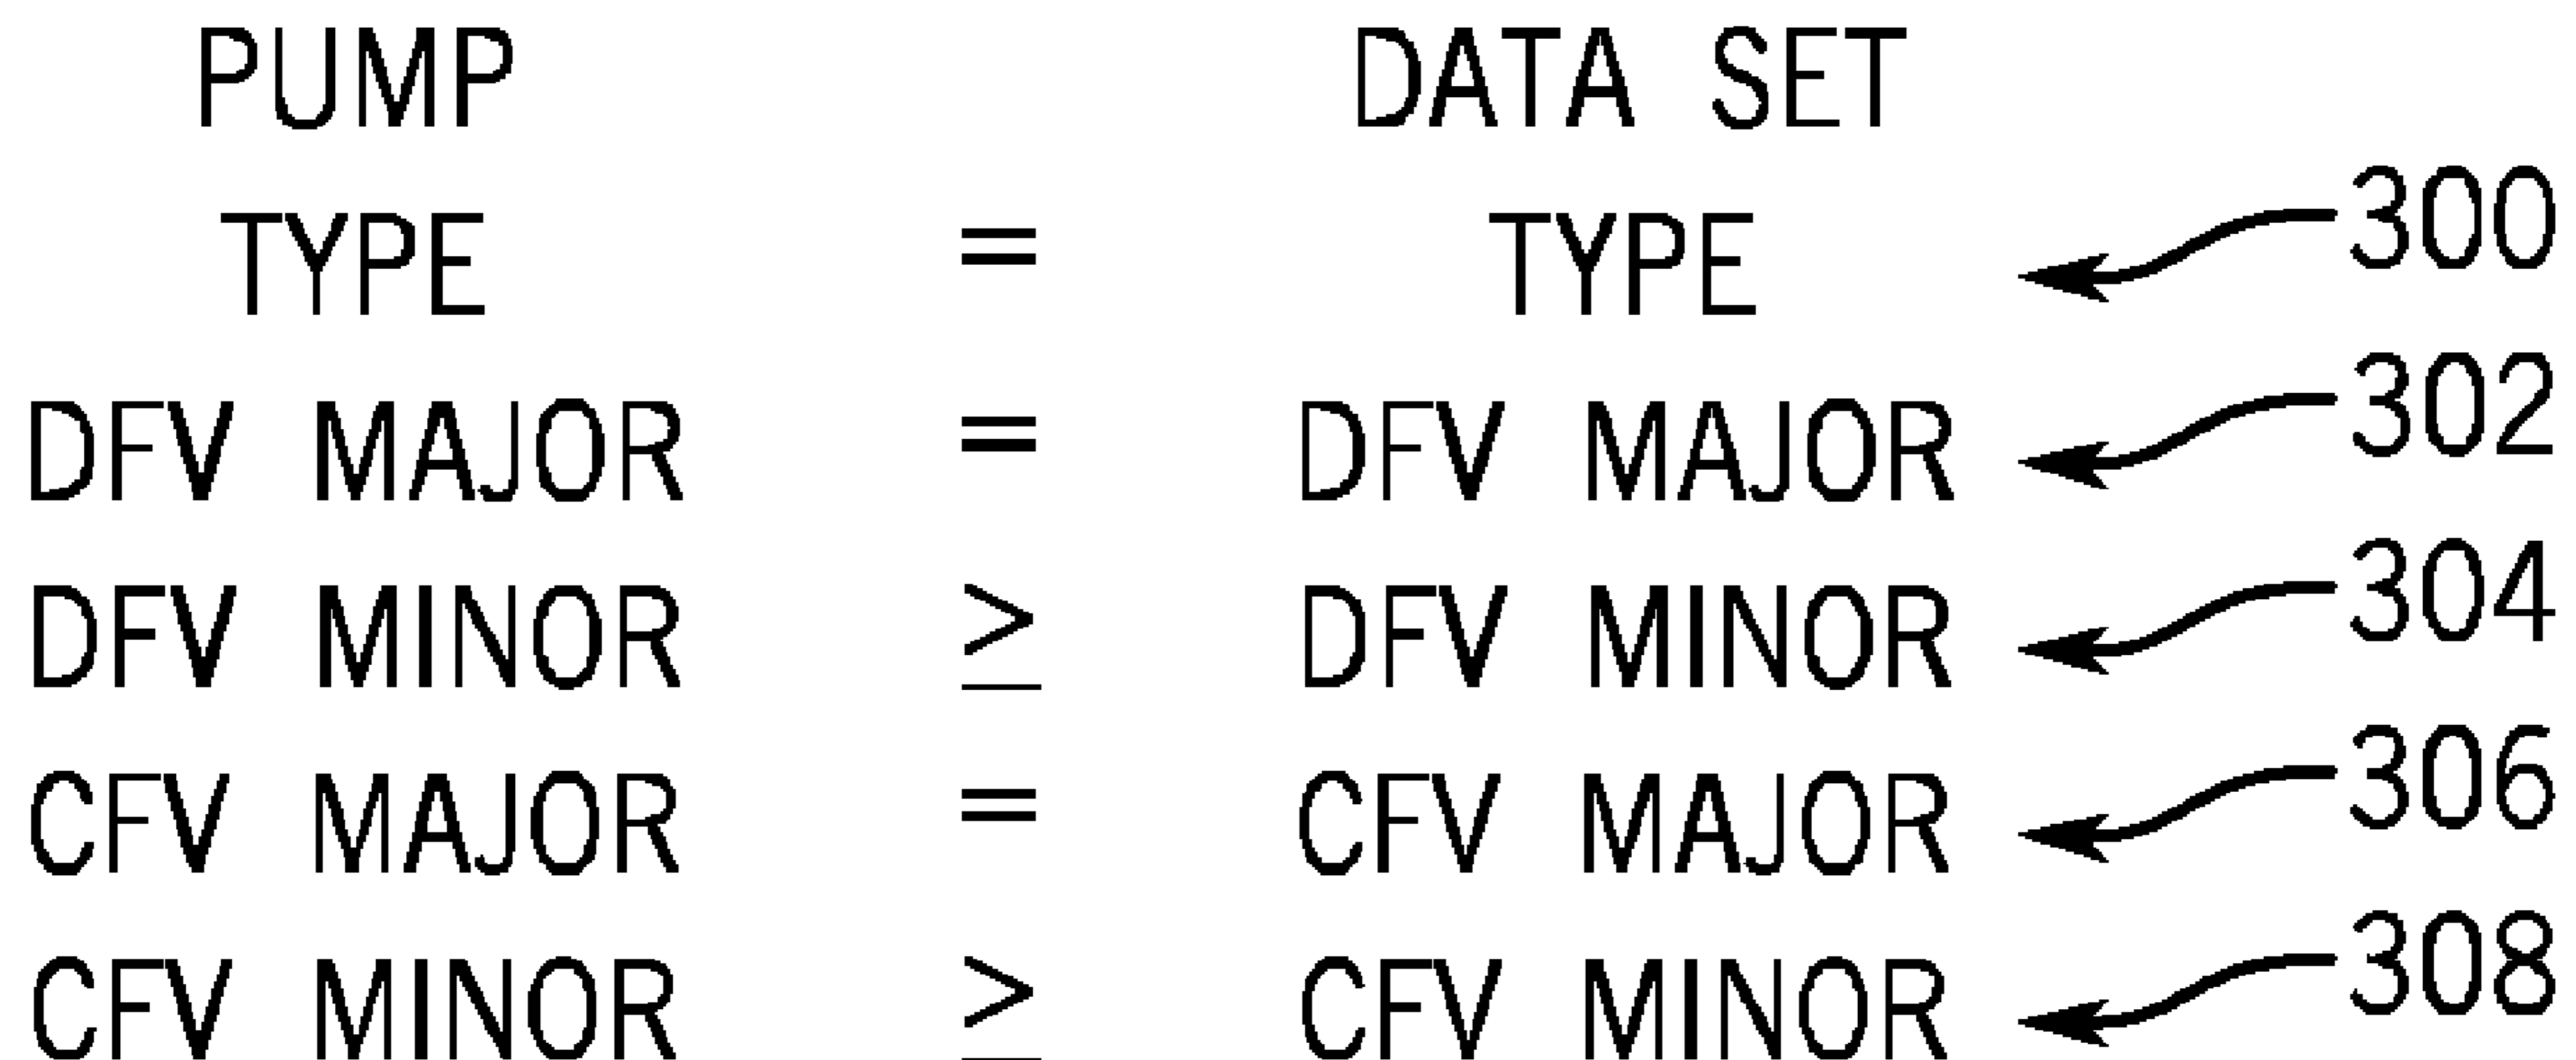 PUMP DATA SET
TYPE = TYPE 300
DFV MAJOR = DFV MAJOR 302
DFV MINOR ≥ DFV MINOR 304
CFV MAJOR = CFV MAJOR 306
CFV MINOR ≥ CFV MINOR 308